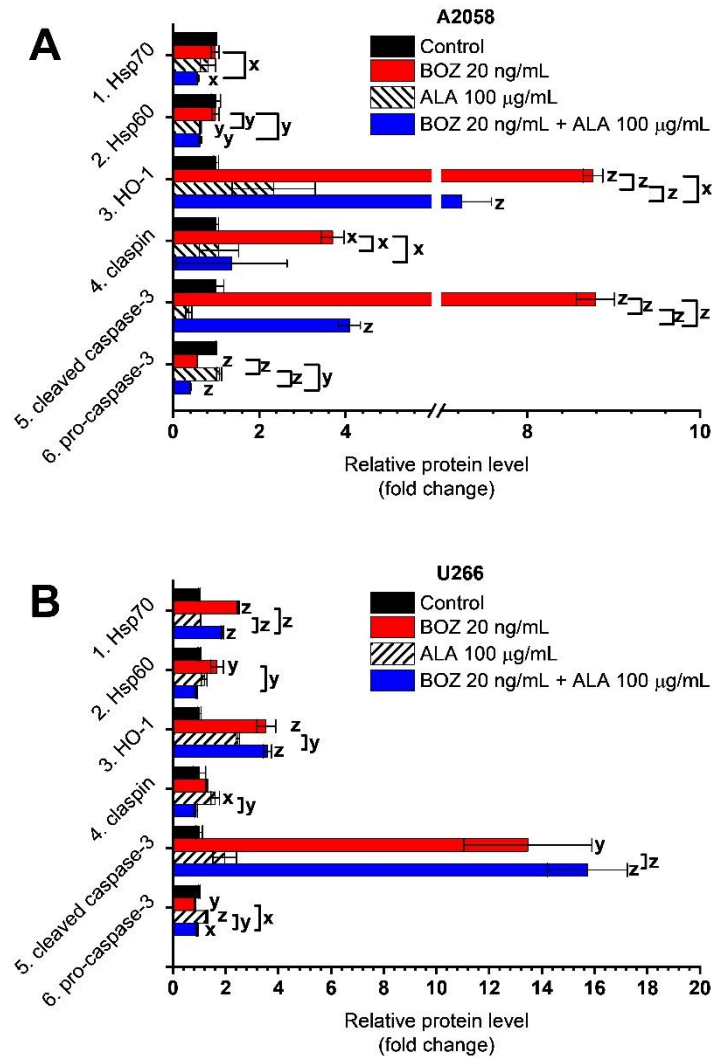 A
A2058
Control
BOZ 20 ng/mL
ALA 100 μg/mL
BOZ 20 ng/mL + ALA 100 μg/mL
1. Hsp70
x
x
2. Hsp60
y
y
y
y
3. HO-1
z
z
z
x
z
4. claspin
x
x
x
5. cleaved caspase-3
z
z
z
z
z
6. pro-caspase-3
z
z
z
y
z
0
2
4
8
10
Relative protein level
(fold change)
B
U266
Control
BOZ 20 ng/mL
ALA 100 μg/mL
BOZ 20 ng/mL + ALA 100 μg/mL
1. Hsp70
z
z
z
z
2. Hsp60
y
y
3. HO-1
z
y
z
4. claspin
x
y
5. cleaved caspase-3
y
z
z
6. pro-caspase-3
y
z
y
x
x
0
2
4
6
8
10
12
14
16
18
20
Relative protein level
(fold change)